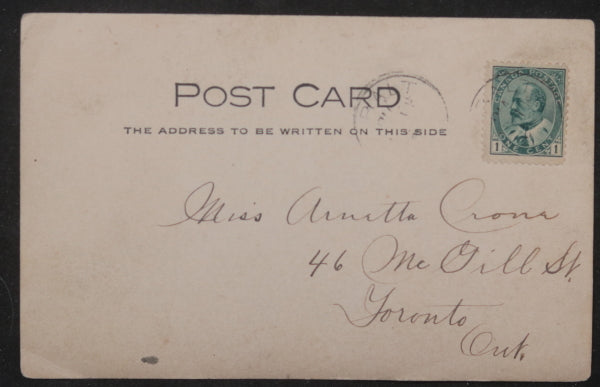 POST CARD
THE ADDRESS TO BE WRITTEN ON THIS SIDE
CANADA POSTAGE
1 ONE CENT 1
Miss Arnetta Crone
46 McGill St.
Toronto
Ont.